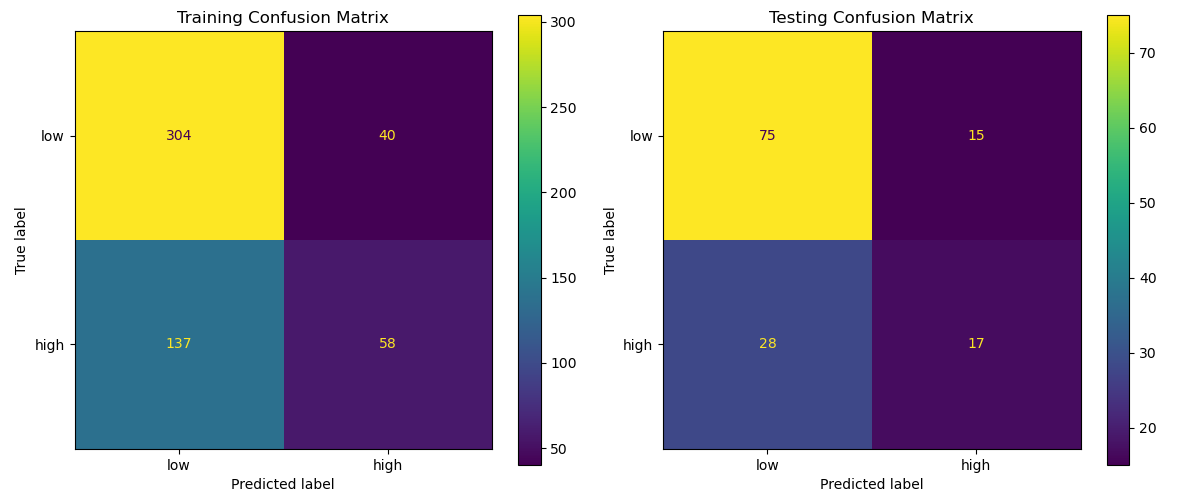 Training Confusion Matrix
True label
low
high
304
40
137
58
low
high
Predicted label
300
250
200
150
100
50
Testing Confusion Matrix
True label
low
high
75
15
28
17
low
high
Predicted label
70
60
50
40
30
20